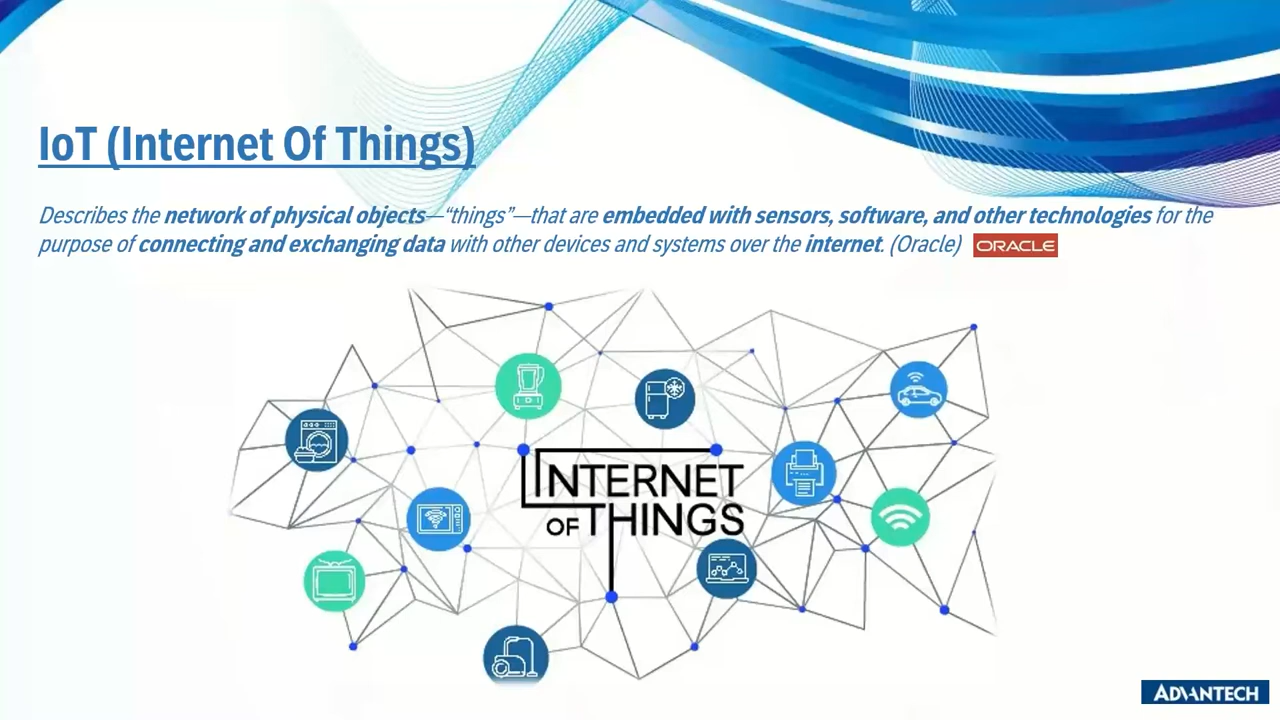 IoT (Internet Of Things)
Describes the network of physical objects—“things”—that are embedded with sensors, software, and other technologies for the
purpose of connecting and exchanging data with other devices and systems over the internet. (Oracle) ORACLE
INTERNET
OF THINGS
ADVANTECH